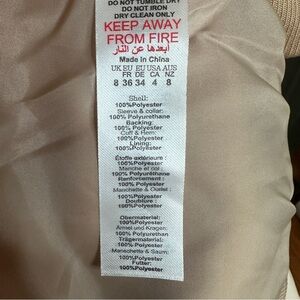 DO NOT TUMBLE DRY
DO NOT IRON
DRY CLEAN ONLY
KEEP AWAY
FROM FIRE
أبعدها عن النار
Made in China
UK EU EU USA AUS
FR DE CA NZ
8 36 34 4 8
Shell:
100%Polyester
Sleeve & collar:
100% Polyurethane
Backing:
100%Polyester
Cuff & Hem:
100%Polyester
Lining:
100%Polyester
Étoffe extérieure :
100%Polyester
Manche et col :
100% Polyuréthane
Renforcement :
100%Polyester
Manchette & Ourlet :
100%Polyester
Doublure :
100%Polyester
Obermaterial:
100%Polyester
Ärmel und Kragen:
100% Polyurethan
Trägermaterial:
100%Polyester
Manschette & Saum:
100%Polyester
Futter:
100%Polyester